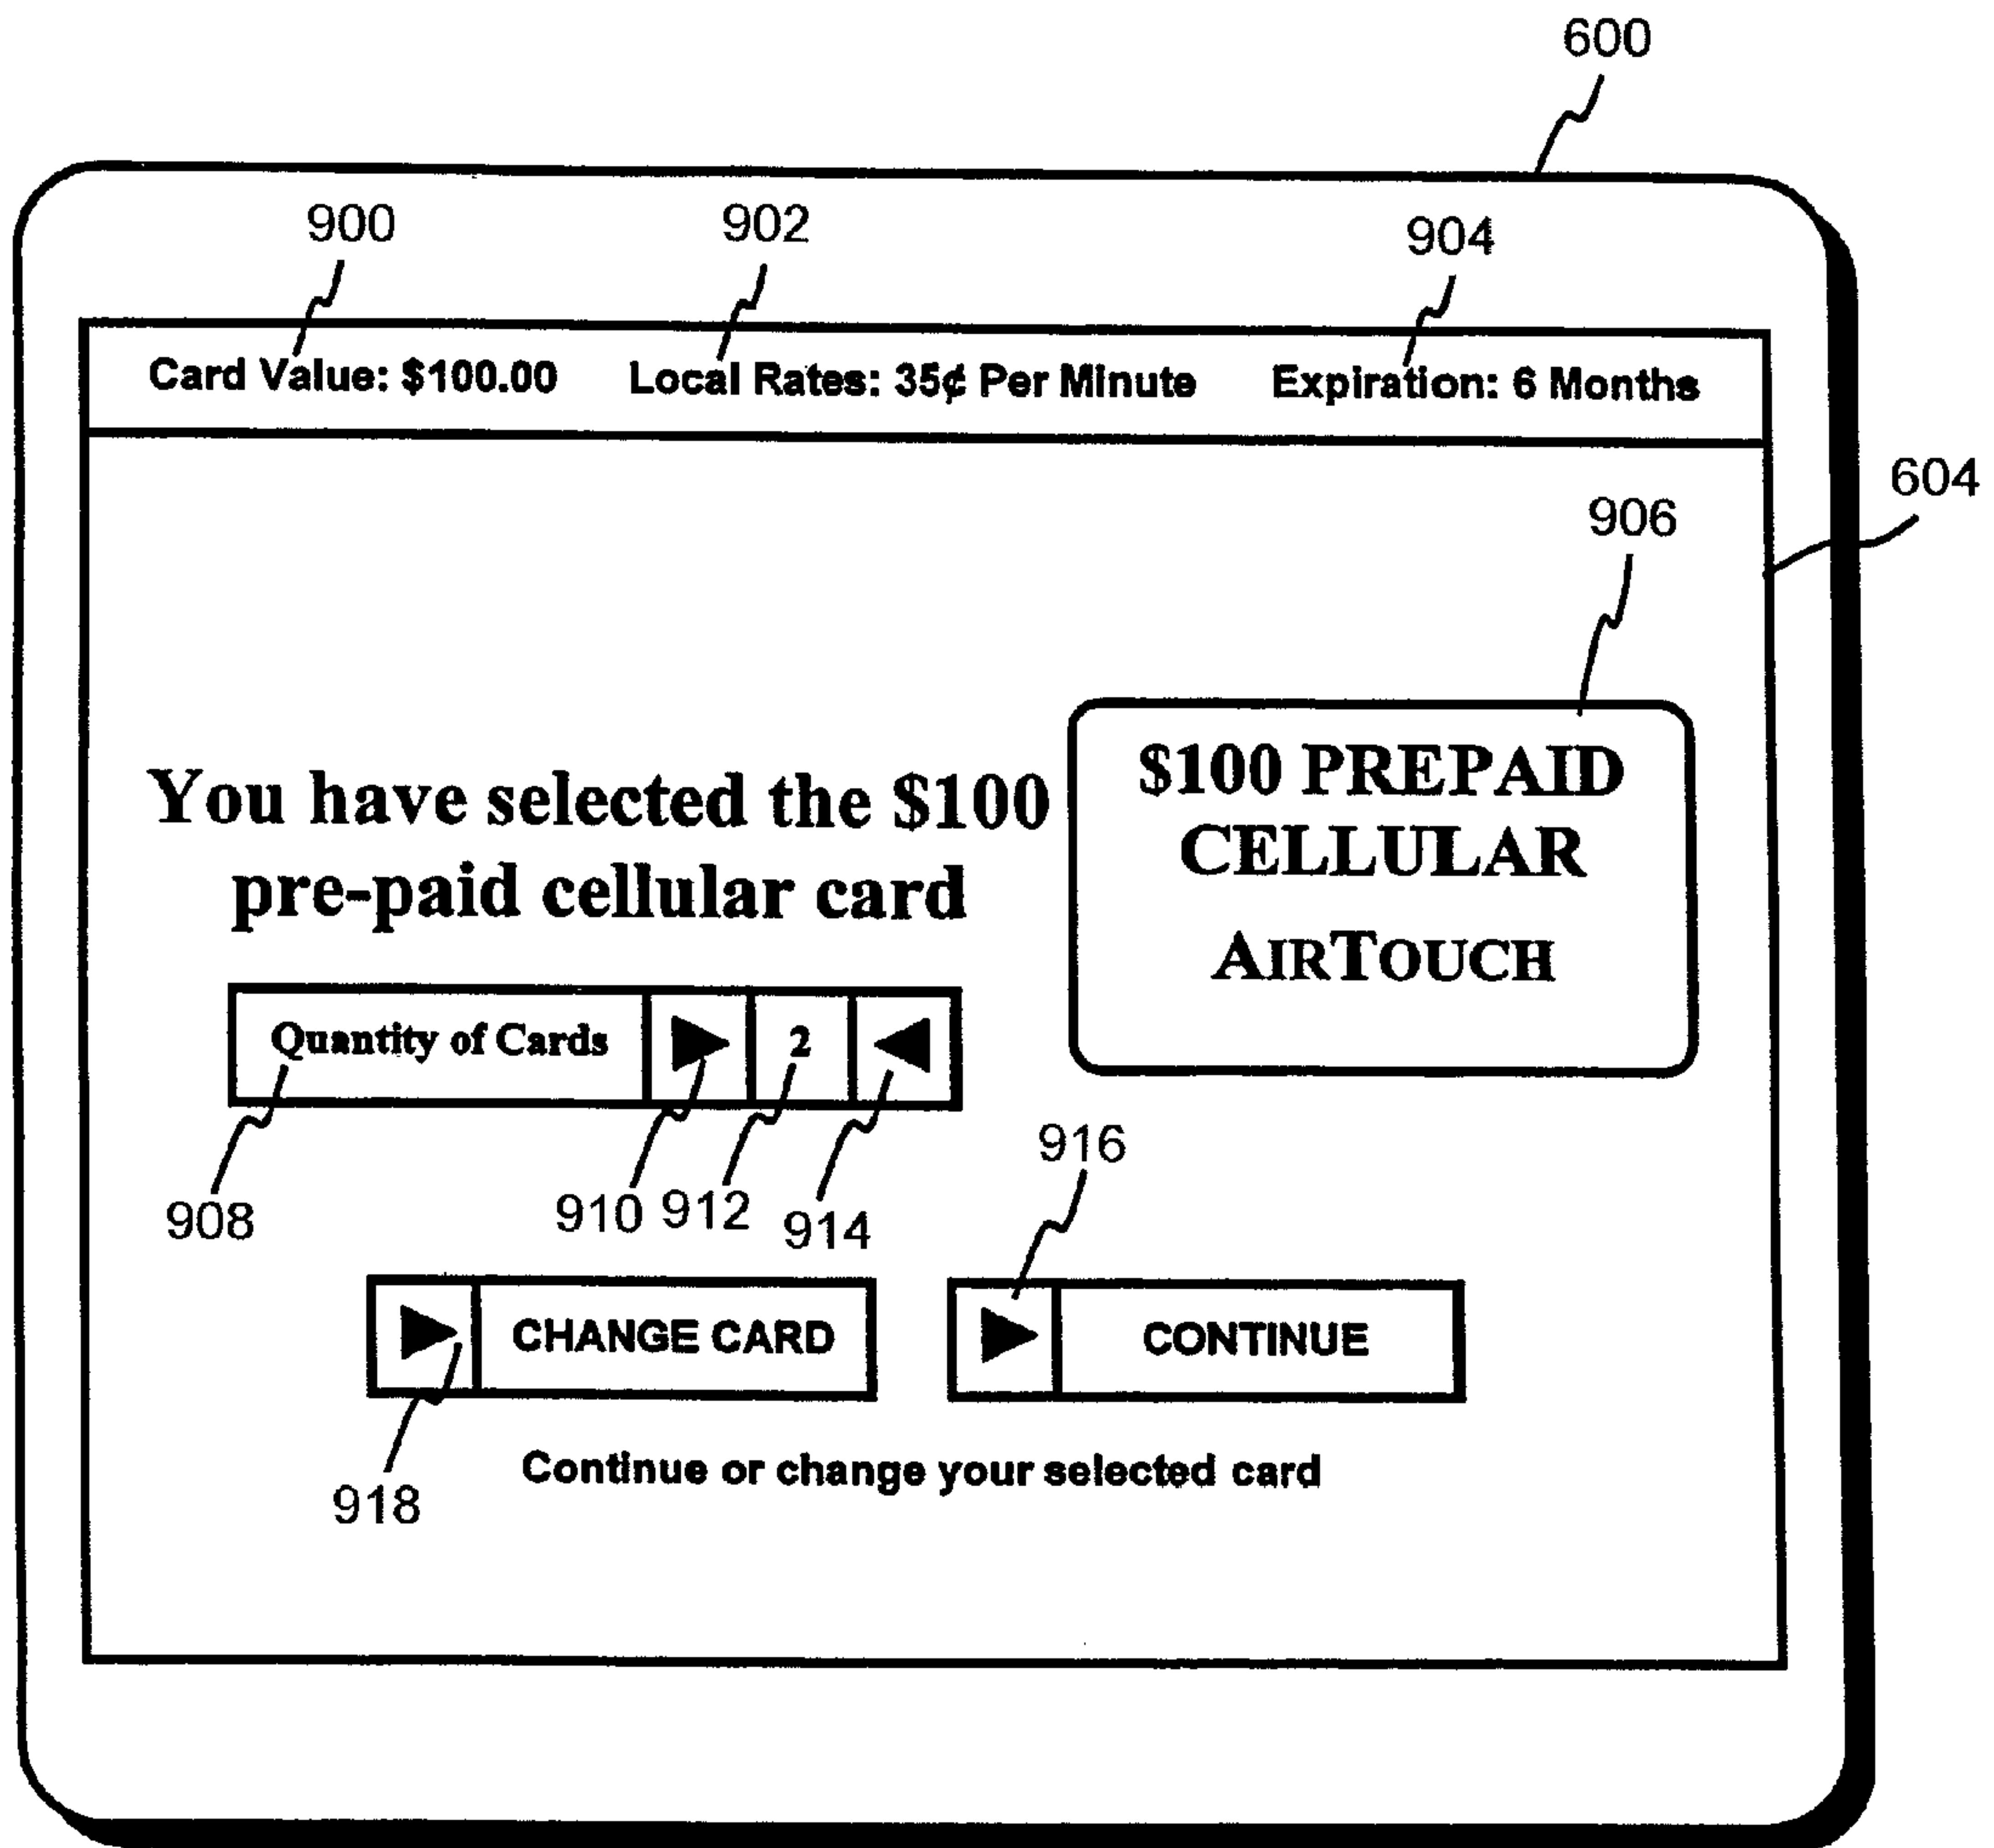 600
900
902
904
Card Value: $100.00 Local Rates: 35¢ Per Minute Expiration: 6 Months
604
906
You have selected the $100
pre-paid cellular card
$100 PREPAID
CELLULAR
AIRTOUCH
Quantity of Cards 2
908
910
912
914
916
CHANGE CARD
CONTINUE
918
Continue or change your selected card